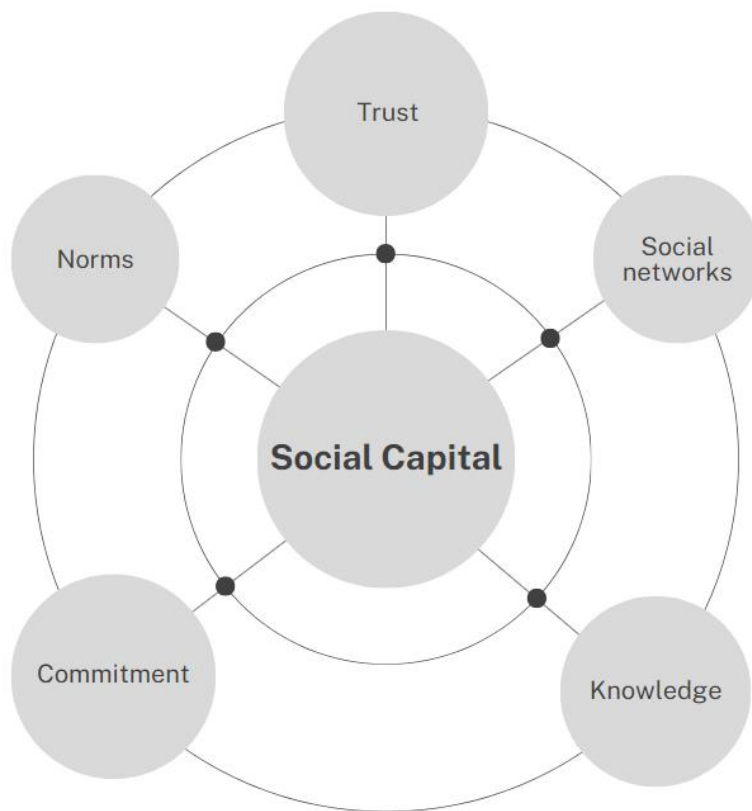 Trust
Norms
Social
networks
Social Capital
Commitment
Knowledge